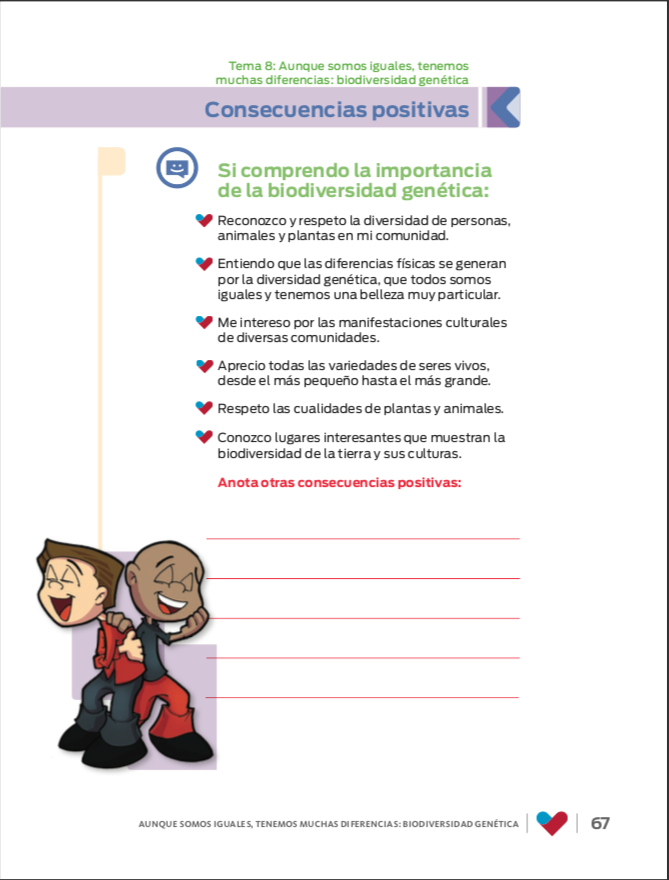 Tema 8: Aunque somos iguales, tenemos
muchas diferencias: biodiversidad genética
Consecuencias positivas
Si comprendo la importancia
de la biodiversidad genética:
Reconozco y respeto la diversidad de personas,
animales y plantas en mi comunidad.
Entiendo que las diferencias físicas se generan
por la diversidad genética, que todos somos
iguales y tenemos una belleza muy particular.
Me intereso por las manifestaciones culturales
de diversas comunidades.
Aprecio todas las variedades de seres vivos,
desde el más pequeño hasta el más grande.
Respeto las cualidades de plantas y animales.
Conozco lugares interesantes que muestran la
biodiversidad de la tierra y sus culturas.
Anota otras consecuencias positivas:
AUNQUE SOMOS IGUALES, TENEMOS MUCHAS DIFERENCIAS: BIODIVERSIDAD GENÉTICA
67